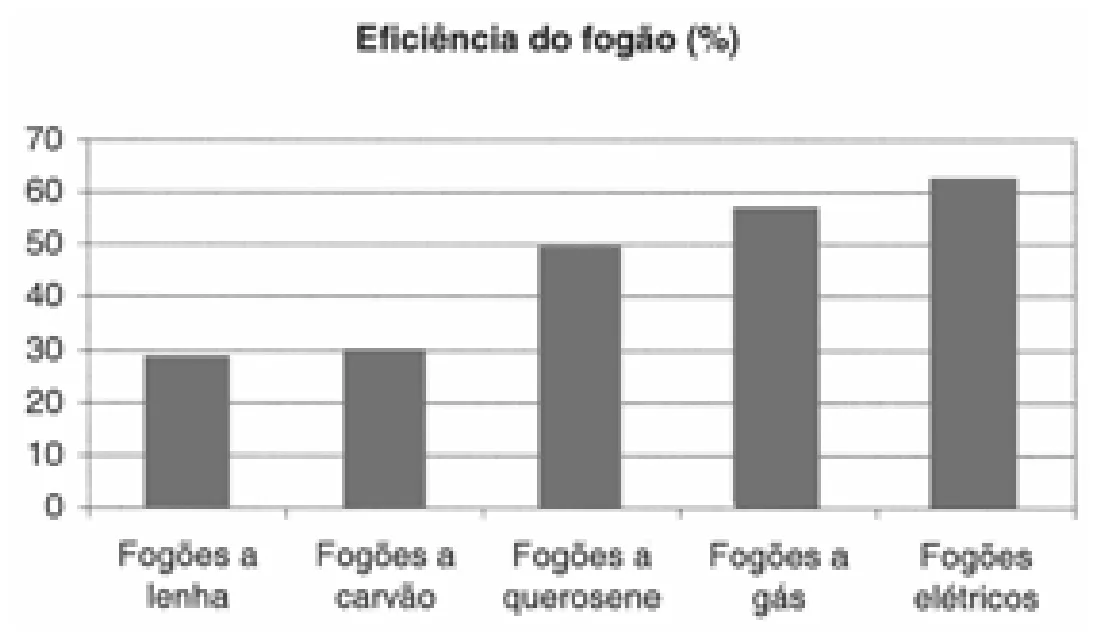 Eficiência do fogão (%)
70
60
50
40
30
20
10
0
Fogões a lenha
Fogões a carvão
Fogões a querosene
Fogões a gás
Fogões elétricos